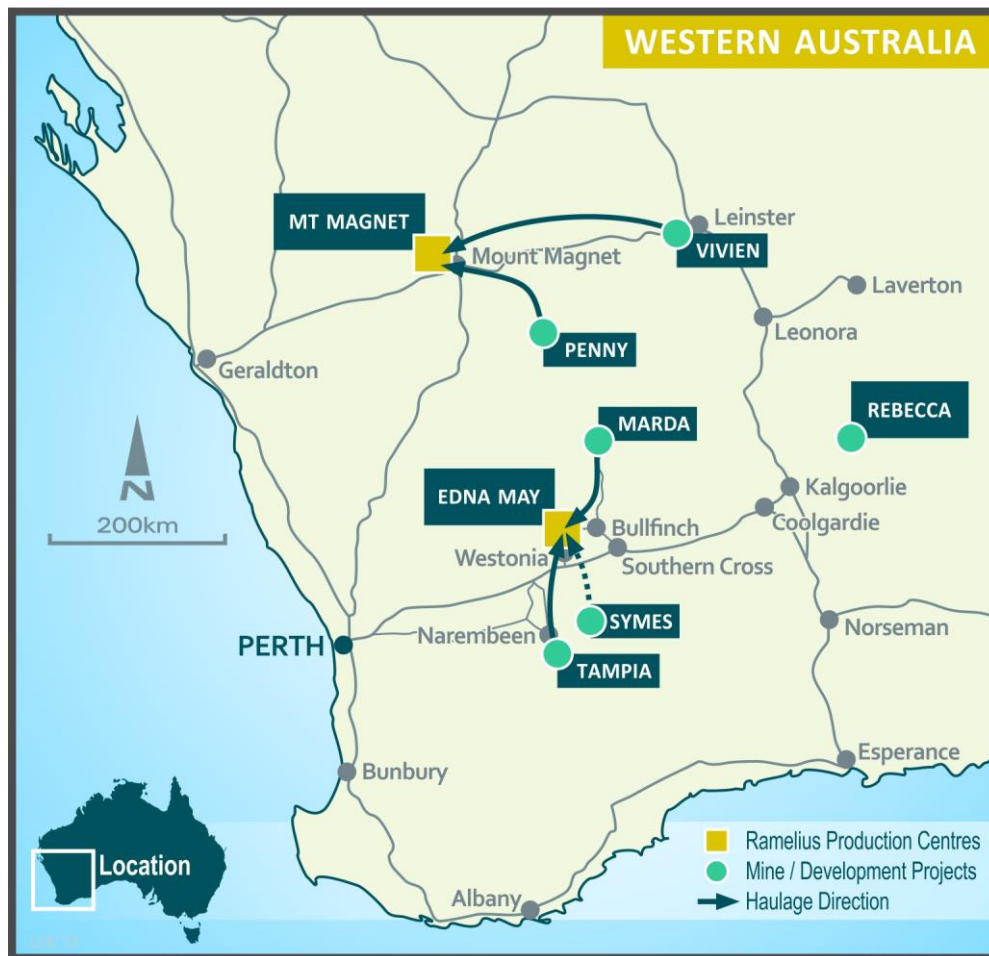 WESTERN AUSTRALIA
MT MAGNET
Leinster
VIVIEN
Mount Magnet
Laverton
Leonora
PENNY
Geraldton
REBECCA
MARDA
N
200km
EDNA MAY
Kalgoorlie
Coolgardie
Bullfinch
Westonia
Southern Cross
SYMES
Narembeen
Norseman
PERTH
TAMPIA
Esperance
Bunbury
Location
Ramelius Production Centres
Mine / Development Projects
Haulage Direction
Albany